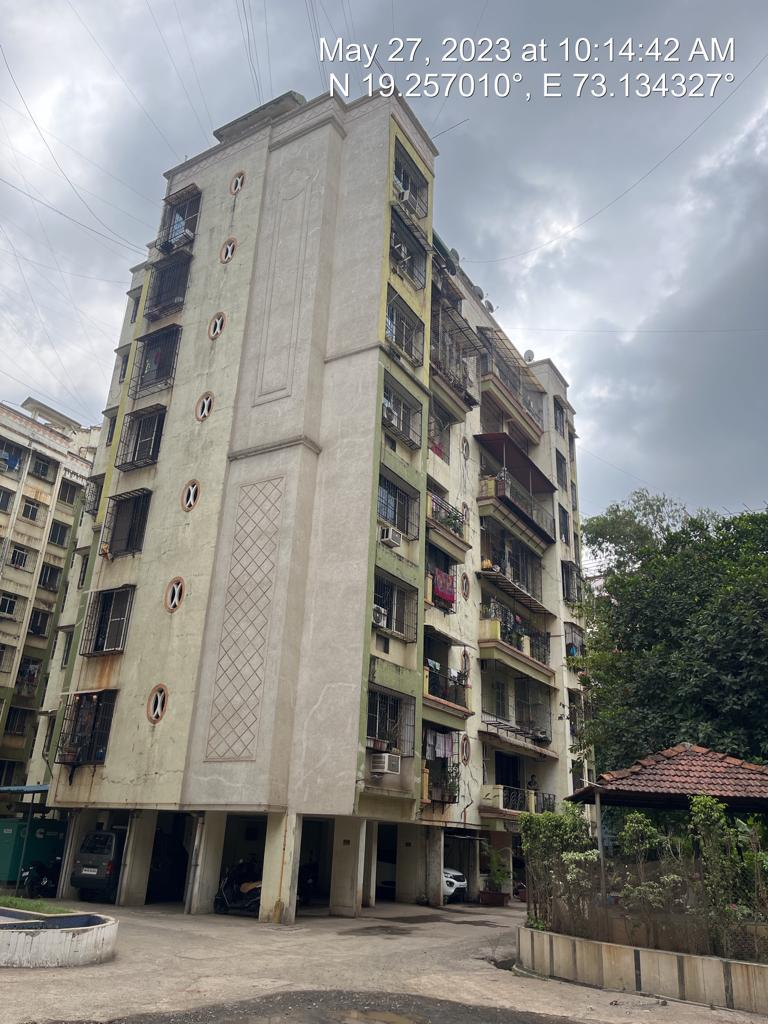 May 27, 2023 at 10:14:42 AM
N 19.257010°, E 73.134327°